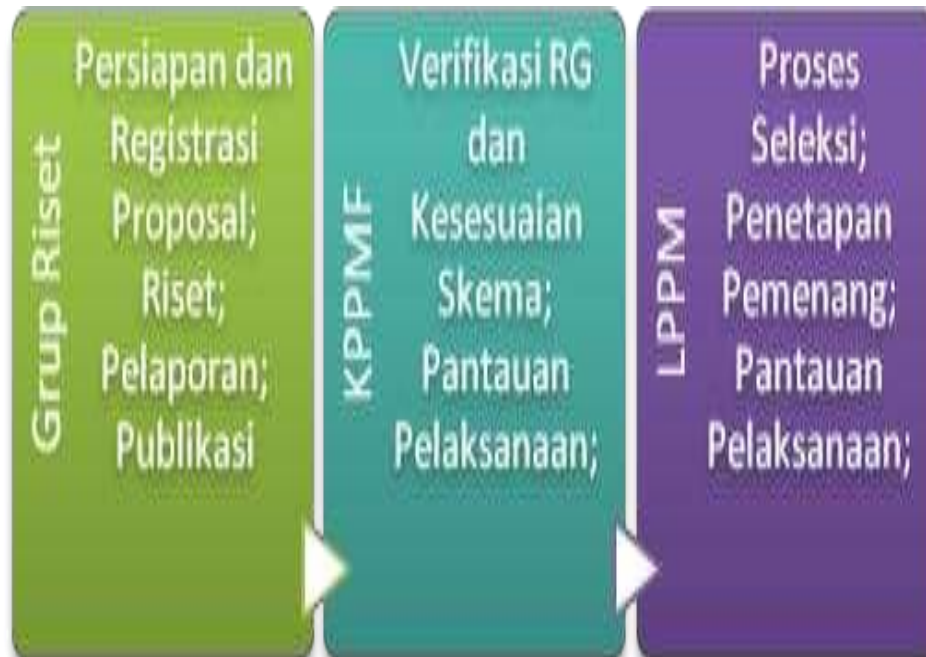 Grup Riset
Persiapan dan
Registrasi
Proposal;
Riset;
Pelaporan;
Publikasi
KPPMF
Verifikasi RG
dan
Kesesuaian
Skema;
Pantauan
Pelaksanaan;
LPPM
Proses
Seleksi;
Penetapan
Pemenang;
Pantauan
Pelaksanaan;